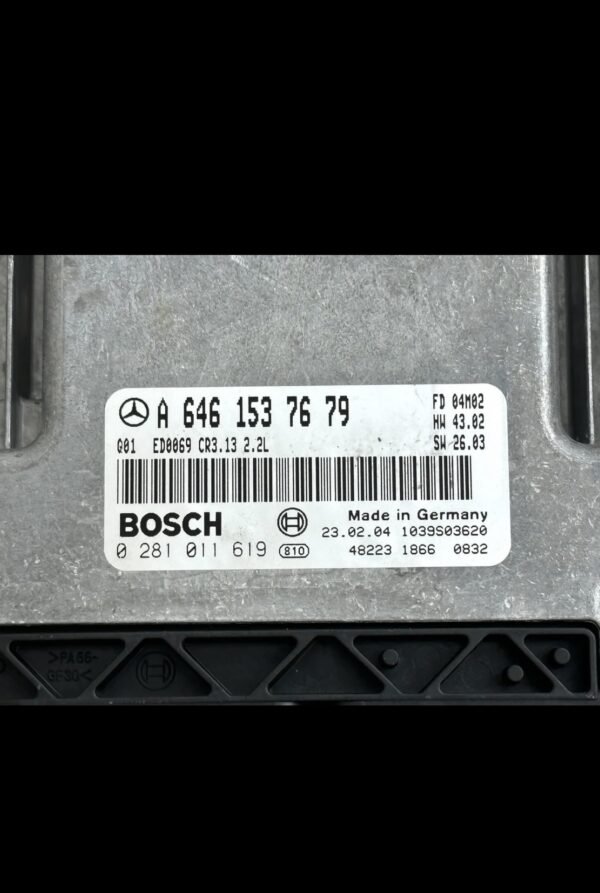 A 646 153 76 79
FD 04M02
HW 43.02
SW 26.03
Q01 ED0069 CR3.13 2.2L
BOSCH
Made in Germany
23.02.04 1039S03620
0 281 011 619 810
48223 1866 0832
>PA66-
GF30<